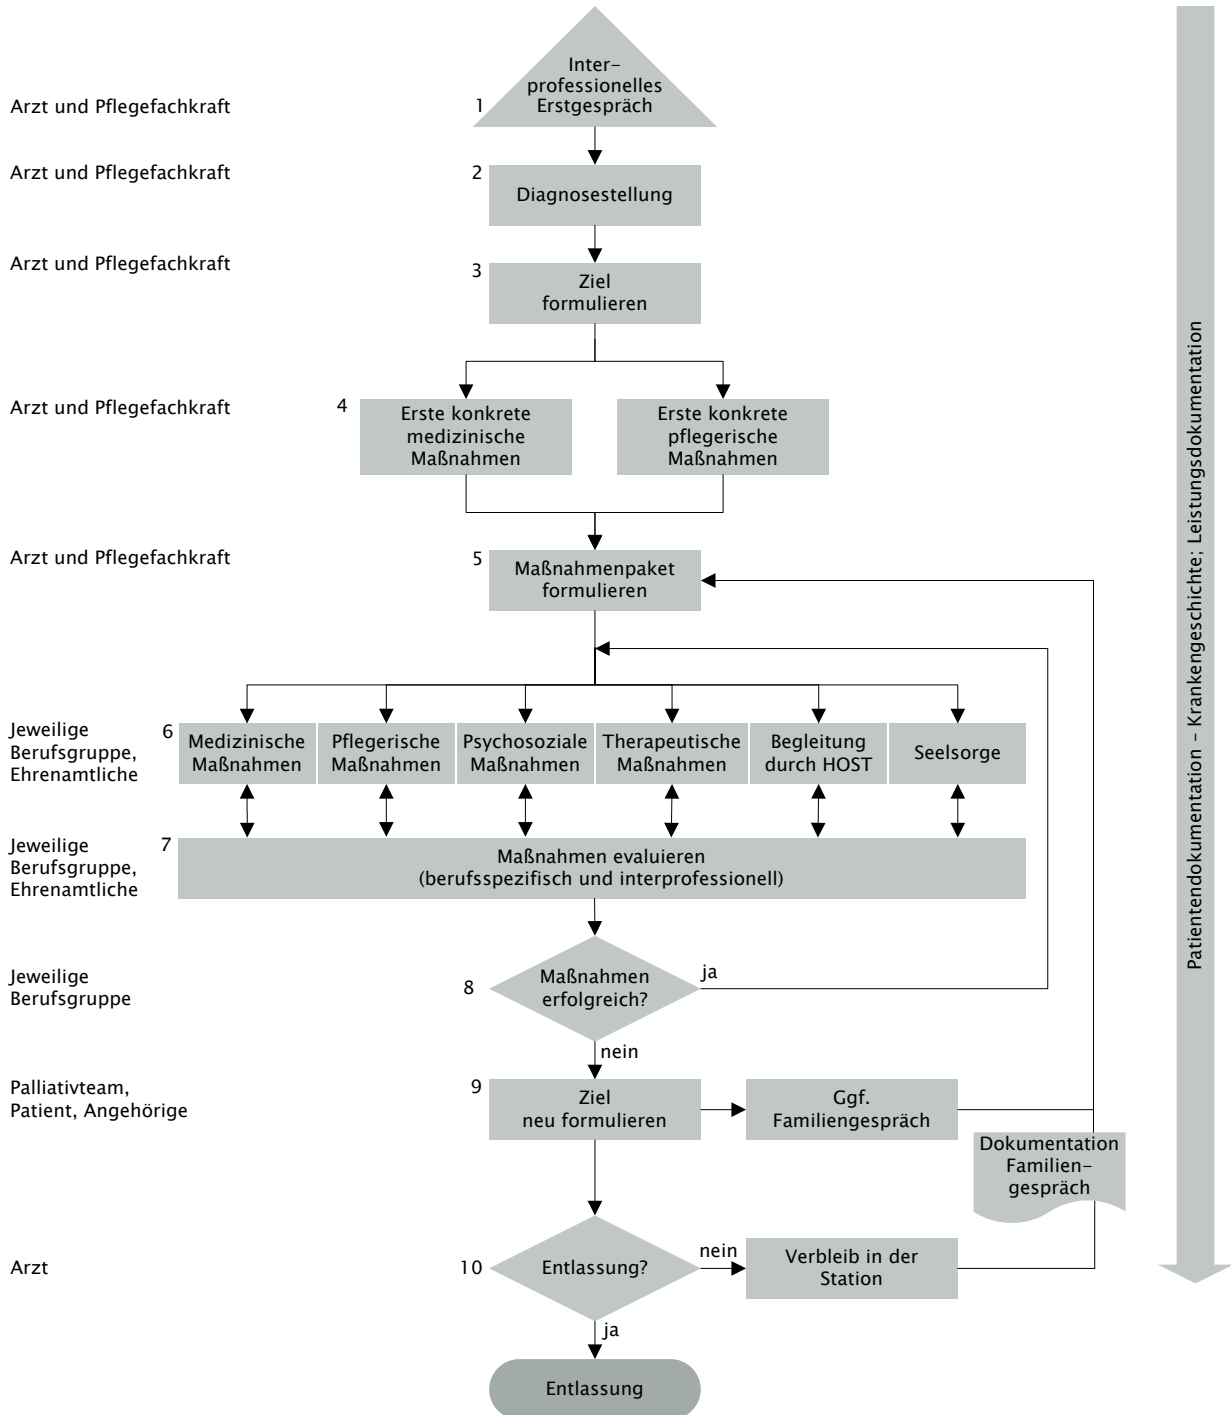 Inter-
professionelles
Erstgespräch
Arzt und Pflegefachkraft
1
Arzt und Pflegefachkraft
2
Diagnosestellung
Arzt und Pflegefachkraft
3
Ziel
formulieren
Arzt und Pflegefachkraft
4
Erste konkrete
medizinische
Maßnahmen
Erste konkrete
pflegerische
Maßnahmen
Arzt und Pflegefachkraft
5
Maßnahmenpaket
formulieren
Jeweilige
Berufsgruppe,
Ehrenamtliche
6
Medizinische
Maßnahmen
Pflegerische
Maßnahmen
Psychosoziale
Maßnahmen
Therapeutische
Maßnahmen
Begleitung
durch HOST
Seelsorge
Jeweilige
Berufsgruppe,
Ehrenamtliche
7
Maßnahmen evaluieren
(berufsspezifisch und interprofessionell)
Jeweilige
Berufsgruppe
8
Maßnahmen
erfolgreich?
ja
nein
Palliativteam,
Patient, Angehörige
9
Ziel
neu formulieren
Ggf.
Familiengespräch
Dokumentation
Familien-
gespräch
Arzt
10
Entlassung?
nein
Verbleib in der
Station
ja
Entlassung
Patientendokumentation – Krankengeschichte; Leistungsdokumentation